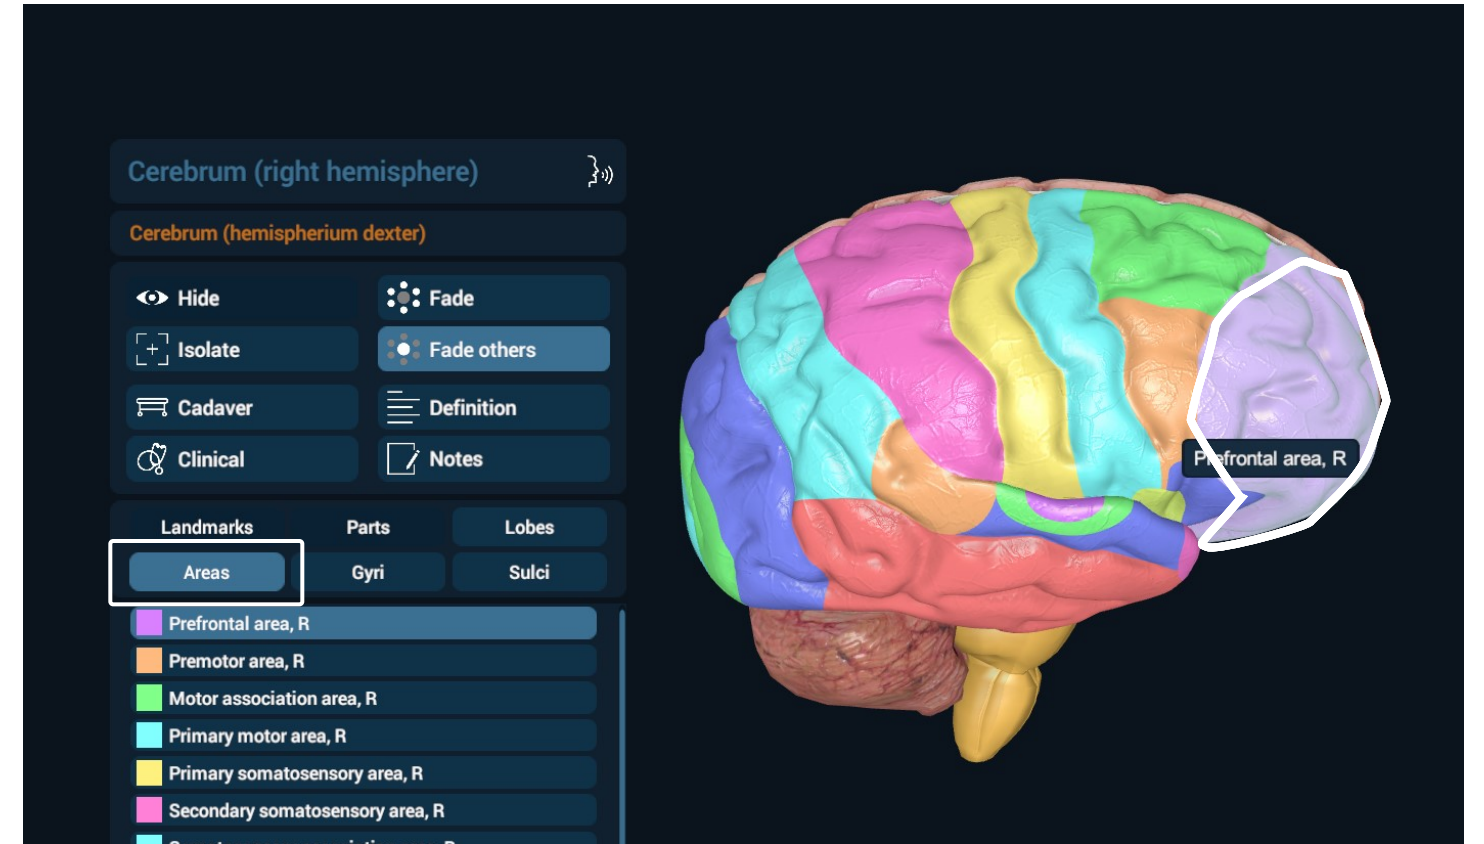 Cerebrum (right hemisphere)
Cerebrum (hemispherium dexter)
Hide
Fade
Isolate
Fade others
Cadaver
Definition
Clinical
Notes
Landmarks
Parts
Lobes
Areas
Gyri
Sulci
Prefrontal area, R
Premotor area, R
Motor association area, R
Primary motor area, R
Primary somatosensory area, R
Secondary somatosensory area, R
Prefrontal area, R